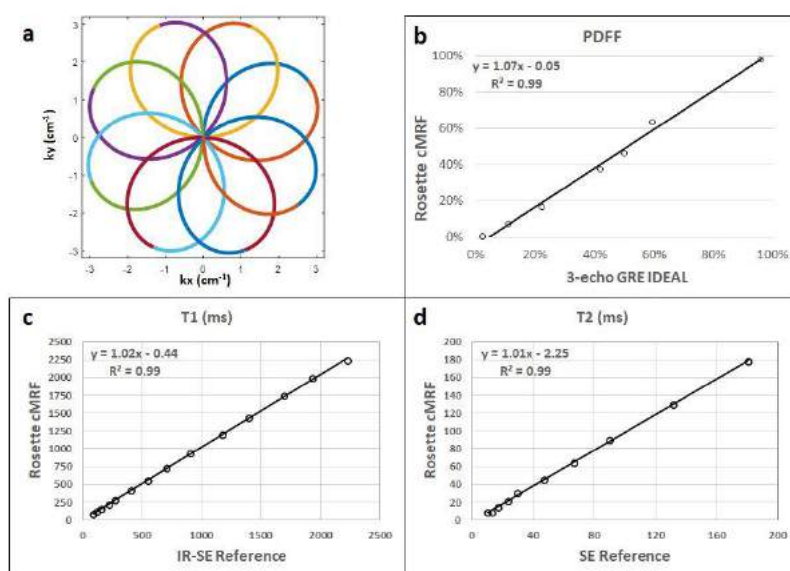 a
3
2
1
0
-1
-2
-3
ky (cm⁻¹)
-3 -2 -1 0 1 2 3
kx (cm⁻¹)
b
PDFF
y = 1.07x - 0.05
R² = 0.99
100%
80%
60%
40%
20%
0%
Rosette cMRF
0% 20% 40% 60% 80% 100%
3-echo GRE IDEAL
c
T1 (ms)
y = 1.02x - 0.44
R² = 0.99
2500
2250
2000
1750
1500
1250
1000
750
500
250
0
Rosette cMRF
0 500 1000 1500 2000 2500
IR-SE Reference
d
T2 (ms)
y = 1.01x - 2.25
R² = 0.99
200
180
160
140
120
100
80
60
40
20
0
Rosette cMRF
0 40 80 120 160 200
SE Reference